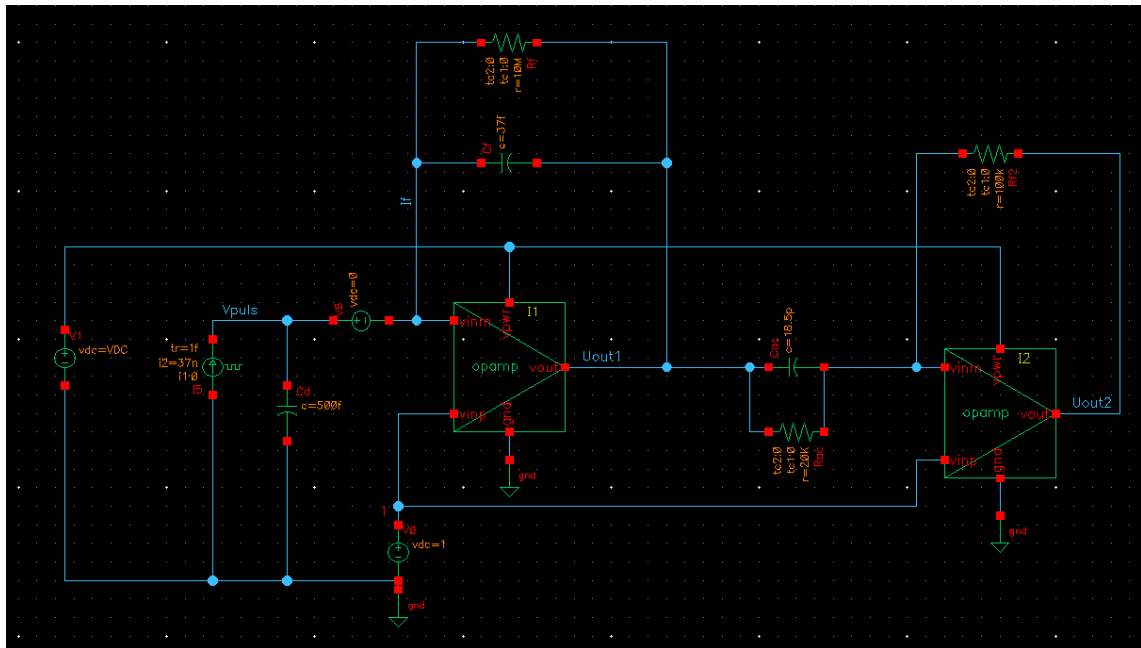 Rf
tc2:0
tc1:0
r=10M
Cf
c=37f
If
tc2:0
tc1:0
r=100k
Rf2
Vpuls
V6
vdc=0
V1
vdc=VDC
tr=1f
i2=37n
i1:0
I5
Cd
c=500f
I1
vpwr
vinm
opamp
vout
vinp
gnd
gnd
Uout1
Cac
c=18.5p
tc2:0
tc1:0
r=20K
Rac
I2
vpwr
vinm
opamp
vout
vinp
gnd
gnd
Uout2
1
V0
vdc=1
gnd